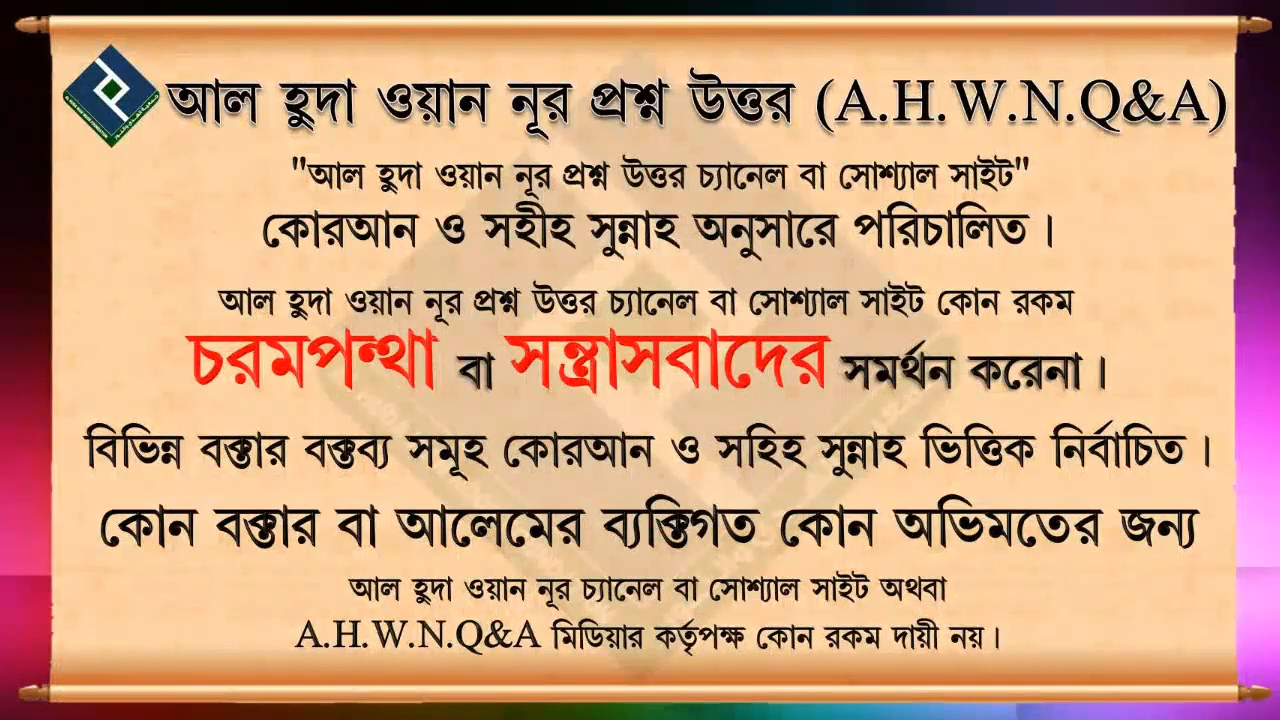 আল হুদা ওয়ান নূর প্রশ্ন উত্তর (A.H.W.N.Q&A)
"আল হুদা ওয়ান নূর প্রশ্ন উত্তর চ্যানেল বা সোশ্যাল সাইট"
কোরআন ও সহীহ সুন্নাহ অনুসারে পরিচালিত।
আল হুদা ওয়ান নূর প্রশ্ন উত্তর চ্যানেল বা সোশ্যাল সাইট কোন রকম
চরমপন্থা বা সন্ত্রাসবাদের সমর্থন করেনা।
বিভিন্ন বক্তার বক্তব্য সমূহ কোরআন ও সহিহ সুন্নাহ ভিত্তিক নির্বাচিত।
কোন বক্তার বা আলেমের ব্যক্তিগত কোন অভিমতের জন্য
আল হুদা ওয়ান নূর চ্যানেল বা সোশ্যাল সাইট অথবা
A.H.W.N.Q&A মিডিয়ার কর্তৃপক্ষ কোন রকম দায়ী নয়।